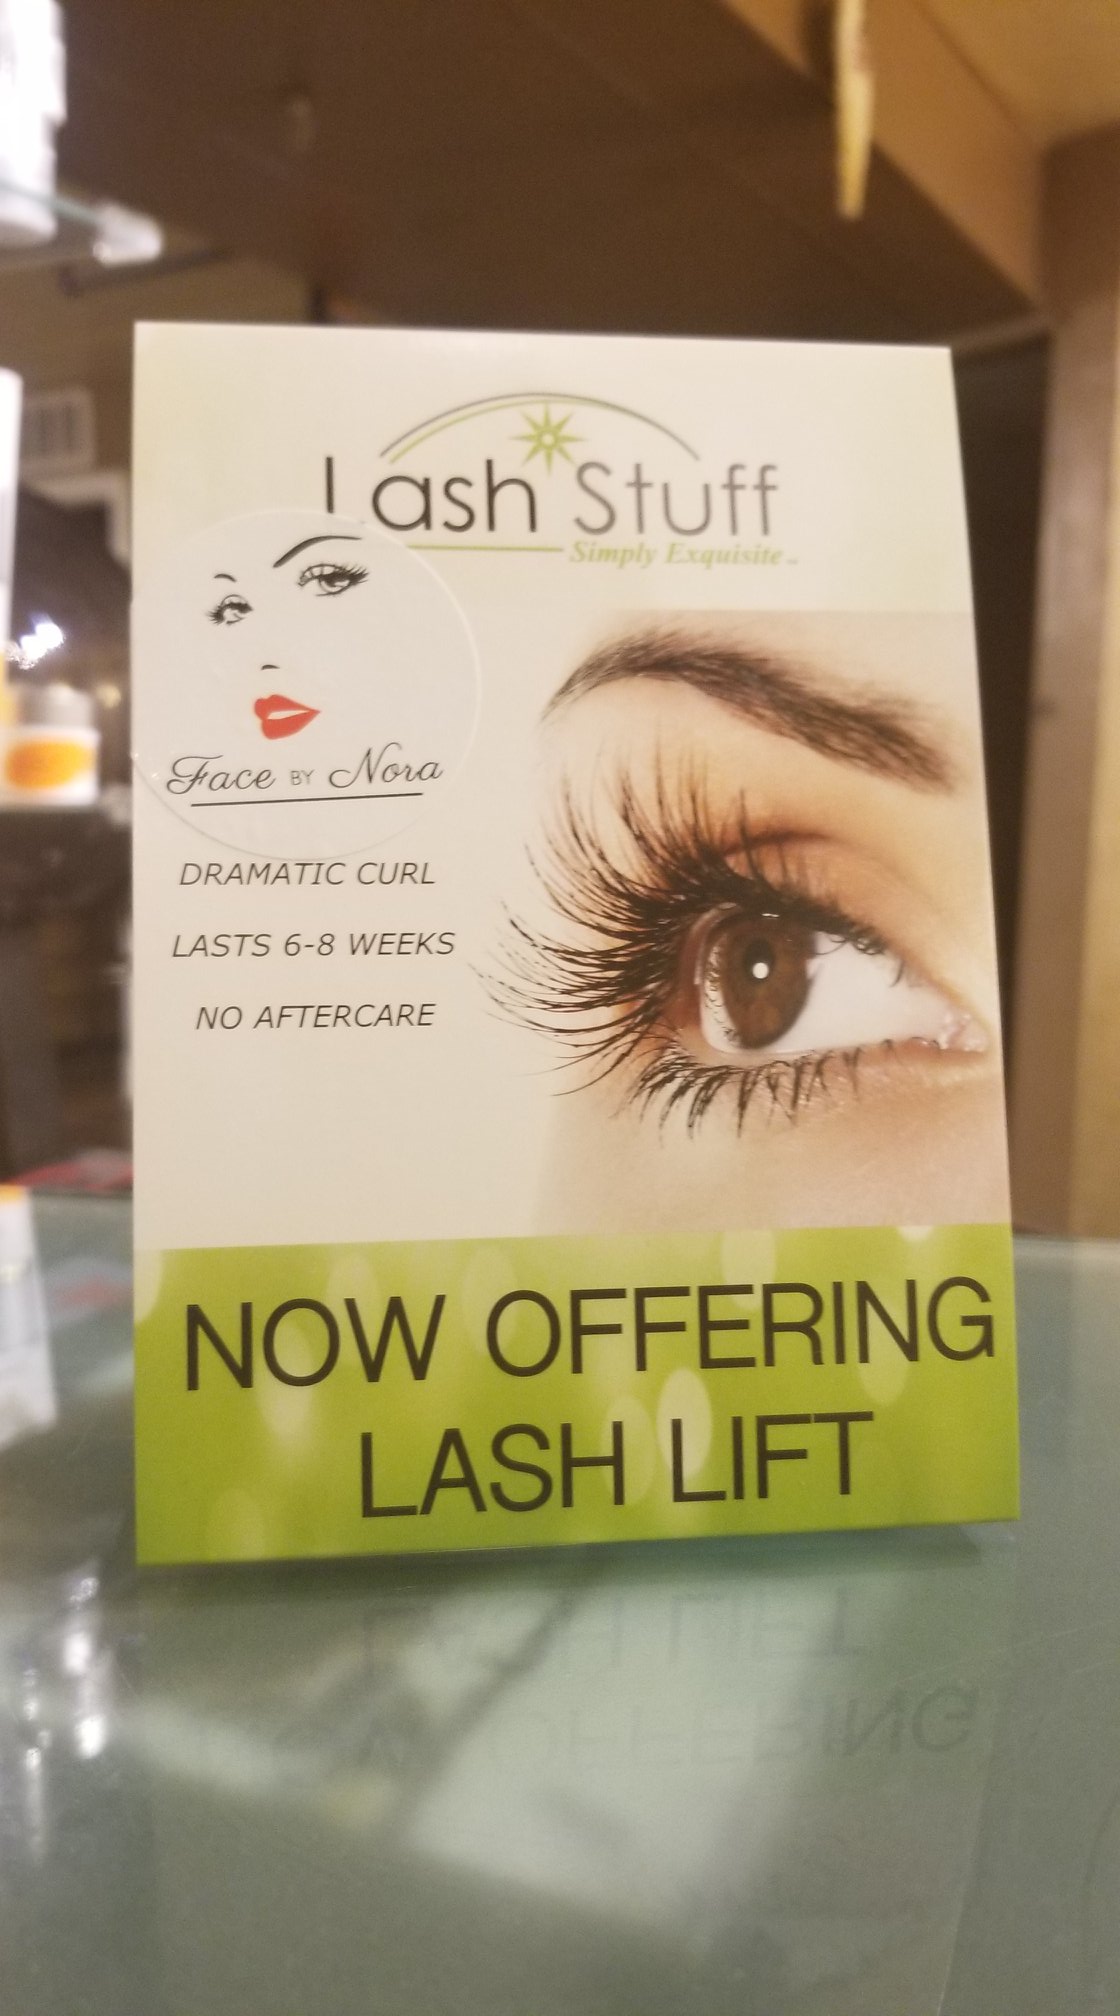 Lash Stuff
Simply Exquisite
Face BY Nora
DRAMATIC CURL
LASTS 6-8 WEEKS
NO AFTERCARE
NOW OFFERING
LASH LIFT